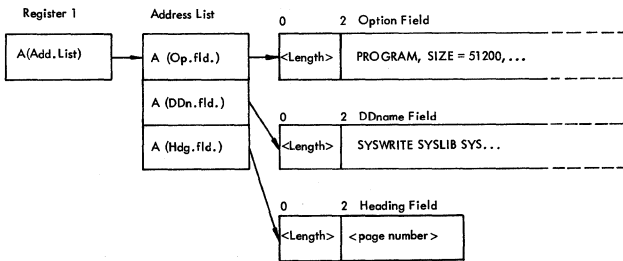 Register 1
Address List
0 2 Option Field
A(Add.List)
A (Op.fld.)
<Length>
PROGRAM, SIZE = 51200,...
A (DDn.fld.)
0 2 DDname Field
A (Hdg.fld.)
<Length>
SYSWRITE SYSLIB SYS...
0 2 Heading Field
<Length>
<page number>